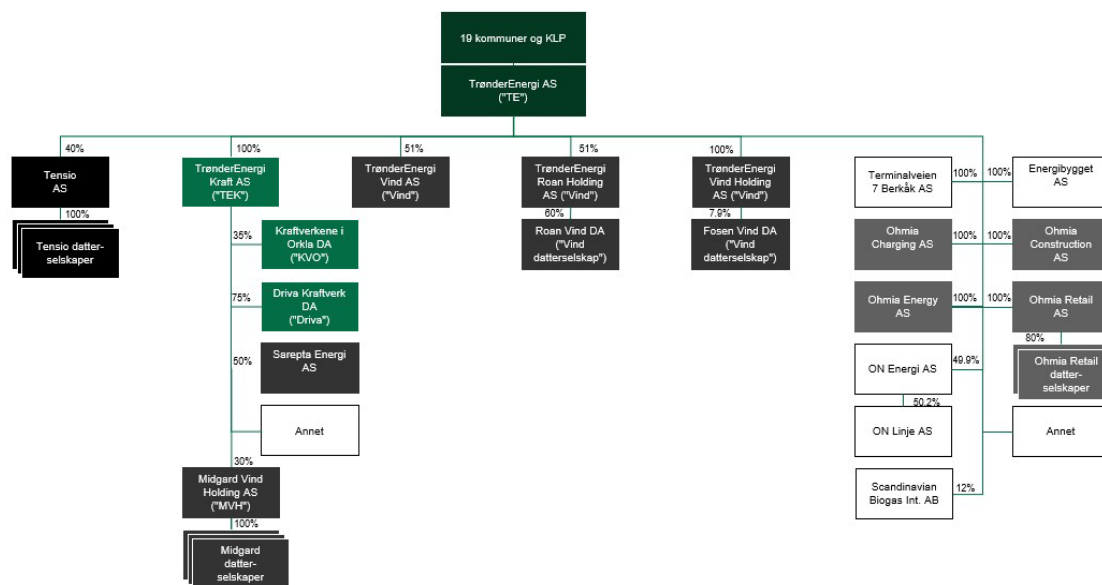 19 kommuner og KLP
TrønderEnergi AS
("TE")
40%
100%
51%
51%
100%
Tensio
AS
TrønderEnergi
Kraft AS
("TEK")
TrønderEnergi
Vind AS
("Vind")
TrønderEnergi
Roan Holding
AS ("Vind")
TrønderEnergi
Vind Holding
AS ("Vind")
Terminalveien
7 Berkåk AS
100%
100%
Energibygget
AS
100%
Tensio datter-
selskaper
35%
Kraftverkene i
Orkla DA
("KVO")
60%
Roan Vind DA
("Vind
datterselskap")
7.9%
Fosen Vind DA
("Vind
datterselskap")
Ohmia
Charging AS
100%
100%
Ohmia
Construction
AS
75%
Driva Kraftverk
DA
("Driva")
Ohmia Energy
AS
100%
100%
Ohmia Retail
AS
50%
Sarepta Energi
AS
ON Energi AS
49.9%
80%
Ohmia Retail
datter-
selskaper
50.2%
Annet
ON Linje AS
Annet
30%
Midgard Vind
Holding AS
("MVH")
Scandinavian
Biogas Int. AB
12%
100%
Midgard
datter-
selskaper